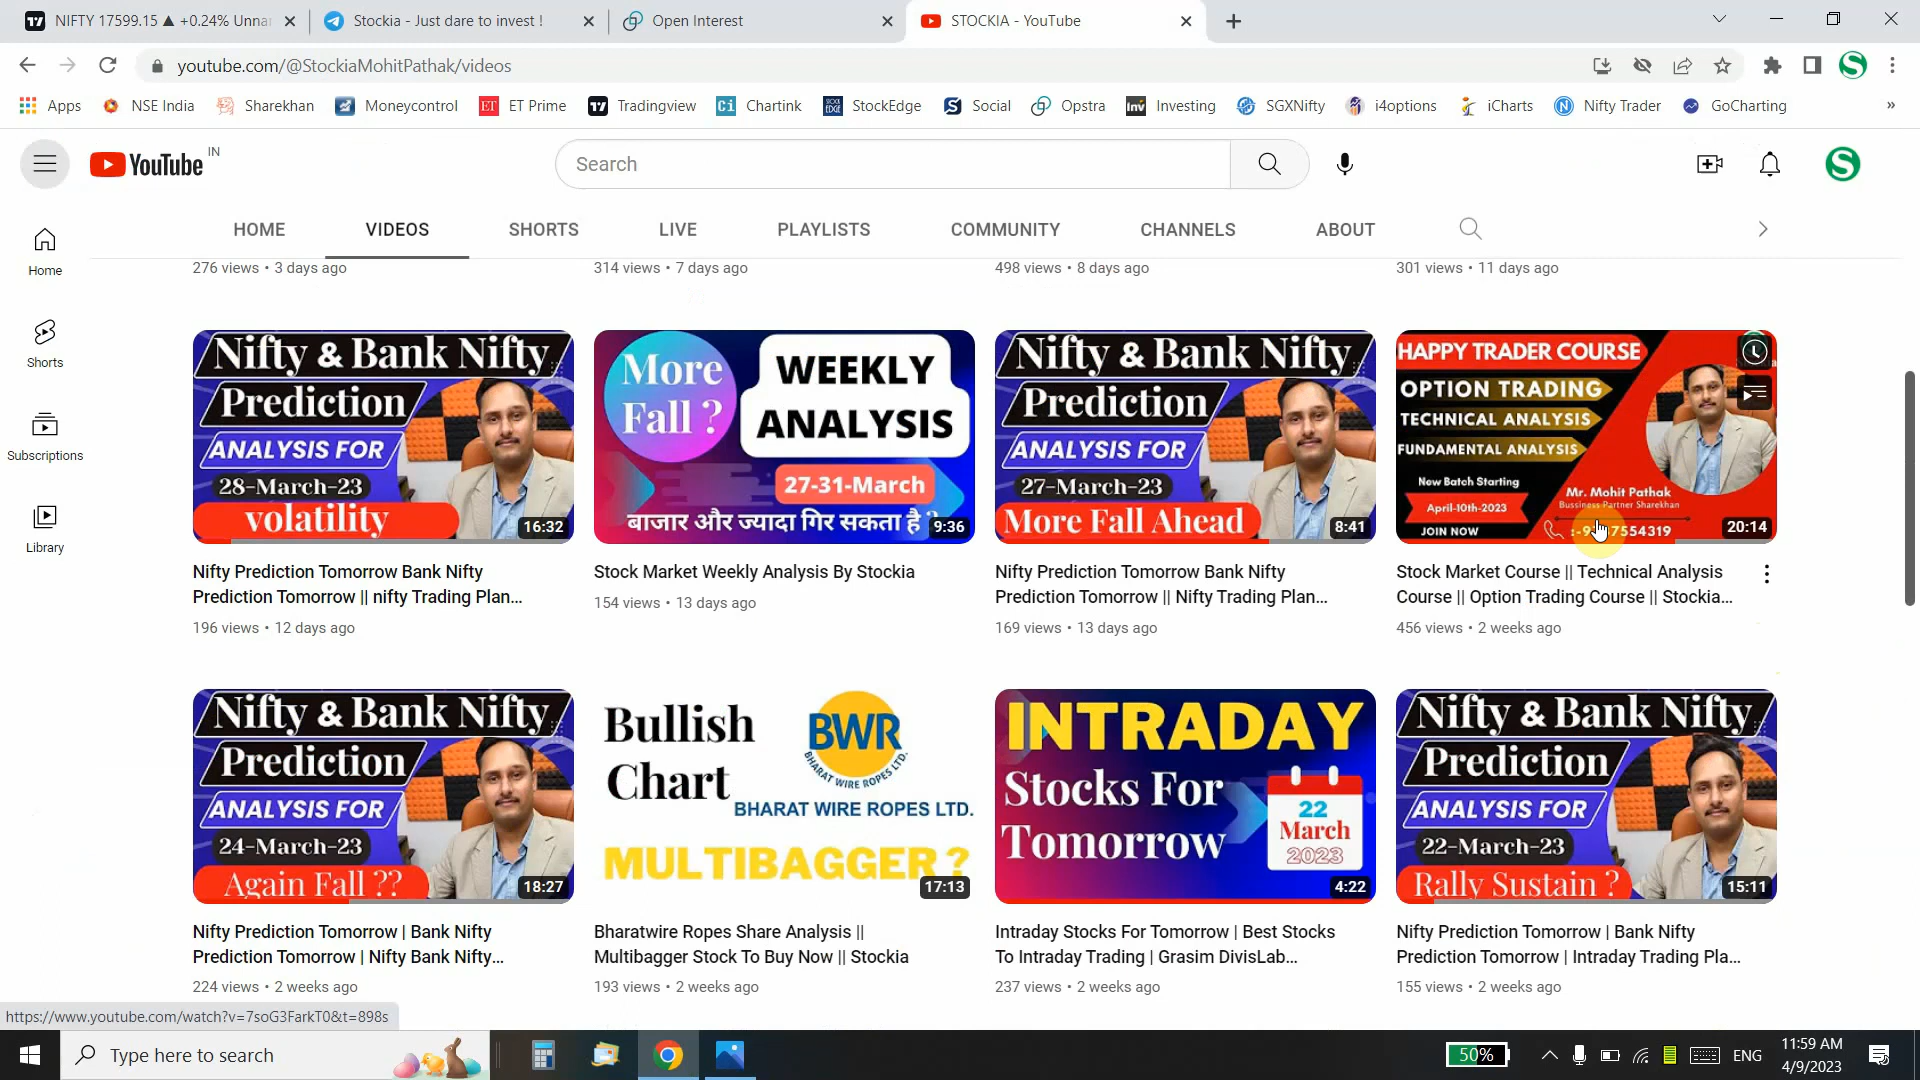 NIFTY 17599.15 ▲ +0.24% Unnar
Stockia - Just dare to invest !
Open Interest
STOCKIA - YouTube
youtube.com/@StockiaMohitPathak/videos
Apps
NSE India
Sharekhan
Moneycontrol
ET Prime
Tradingview
Chartink
StockEdge
Social
Opstra
Investing
SGXNifty
i4options
iCharts
Nifty Trader
GoCharting
»
YouTube IN
Search
Home
Shorts
Subscriptions
Library
HOME
VIDEOS
SHORTS
LIVE
PLAYLISTS
COMMUNITY
CHANNELS
ABOUT
276 views • 3 days ago
314 views • 7 days ago
498 views • 8 days ago
301 views • 11 days ago
Nifty & Bank Nifty
Prediction
ANALYSIS FOR
28-March-23
volatility
16:32
Nifty Prediction Tomorrow Bank Nifty
Prediction Tomorrow || nifty Trading Plan...
196 views • 12 days ago
More
Fall ?
WEEKLY
ANALYSIS
27-31-March
बाजार और ज्यादा गिर सकता है ?
9:36
Stock Market Weekly Analysis By Stockia
154 views • 13 days ago
Nifty & Bank Nifty
Prediction
ANALYSIS FOR
27-March-23
More Fall Ahead
8:41
Nifty Prediction Tomorrow Bank Nifty
Prediction Tomorrow || Nifty Trading Plan...
169 views • 13 days ago
HAPPY TRADER COURSE
OPTION TRADING
TECHNICAL ANALYSIS
FUNDAMENTAL ANALYSIS
New Batch Starting
April-10th-2023
JOIN NOW
Mr. Mohit Pathak
Bussiness Partner Sharekhan
7554319
20:14
Stock Market Course || Technical Analysis
Course || Option Trading Course || Stockia...
456 views • 2 weeks ago
Nifty & Bank Nifty
Prediction
ANALYSIS FOR
24-March-23
Again Fall ??
18:27
Nifty Prediction Tomorrow | Bank Nifty
Prediction Tomorrow | Nifty Bank Nifty...
224 views • 2 weeks ago
Bullish
Chart
BWR
BHARAT WIRE ROPES LTD.
BHARAT WIRE ROPES LTD.
MULTIBAGGER ?
17:13
Bharatwire Ropes Share Analysis ||
Multibagger Stock To Buy Now || Stockia
193 views • 2 weeks ago
INTRADAY
Stocks For
Tomorrow
22
March
2023
4:22
Intraday Stocks For Tomorrow | Best Stocks
To Intraday Trading | Grasim DivisLab...
237 views • 2 weeks ago
Nifty & Bank Nifty
Prediction
ANALYSIS FOR
22-March-23
Rally Sustain ?
15:11
Nifty Prediction Tomorrow | Bank Nifty
Prediction Tomorrow | Intraday Trading Pla...
155 views • 2 weeks ago
https://www.youtube.com/watch?v=7soG3FarkT0&t=898s
Type here to search
50%
ENG
11:59 AM
4/9/2023